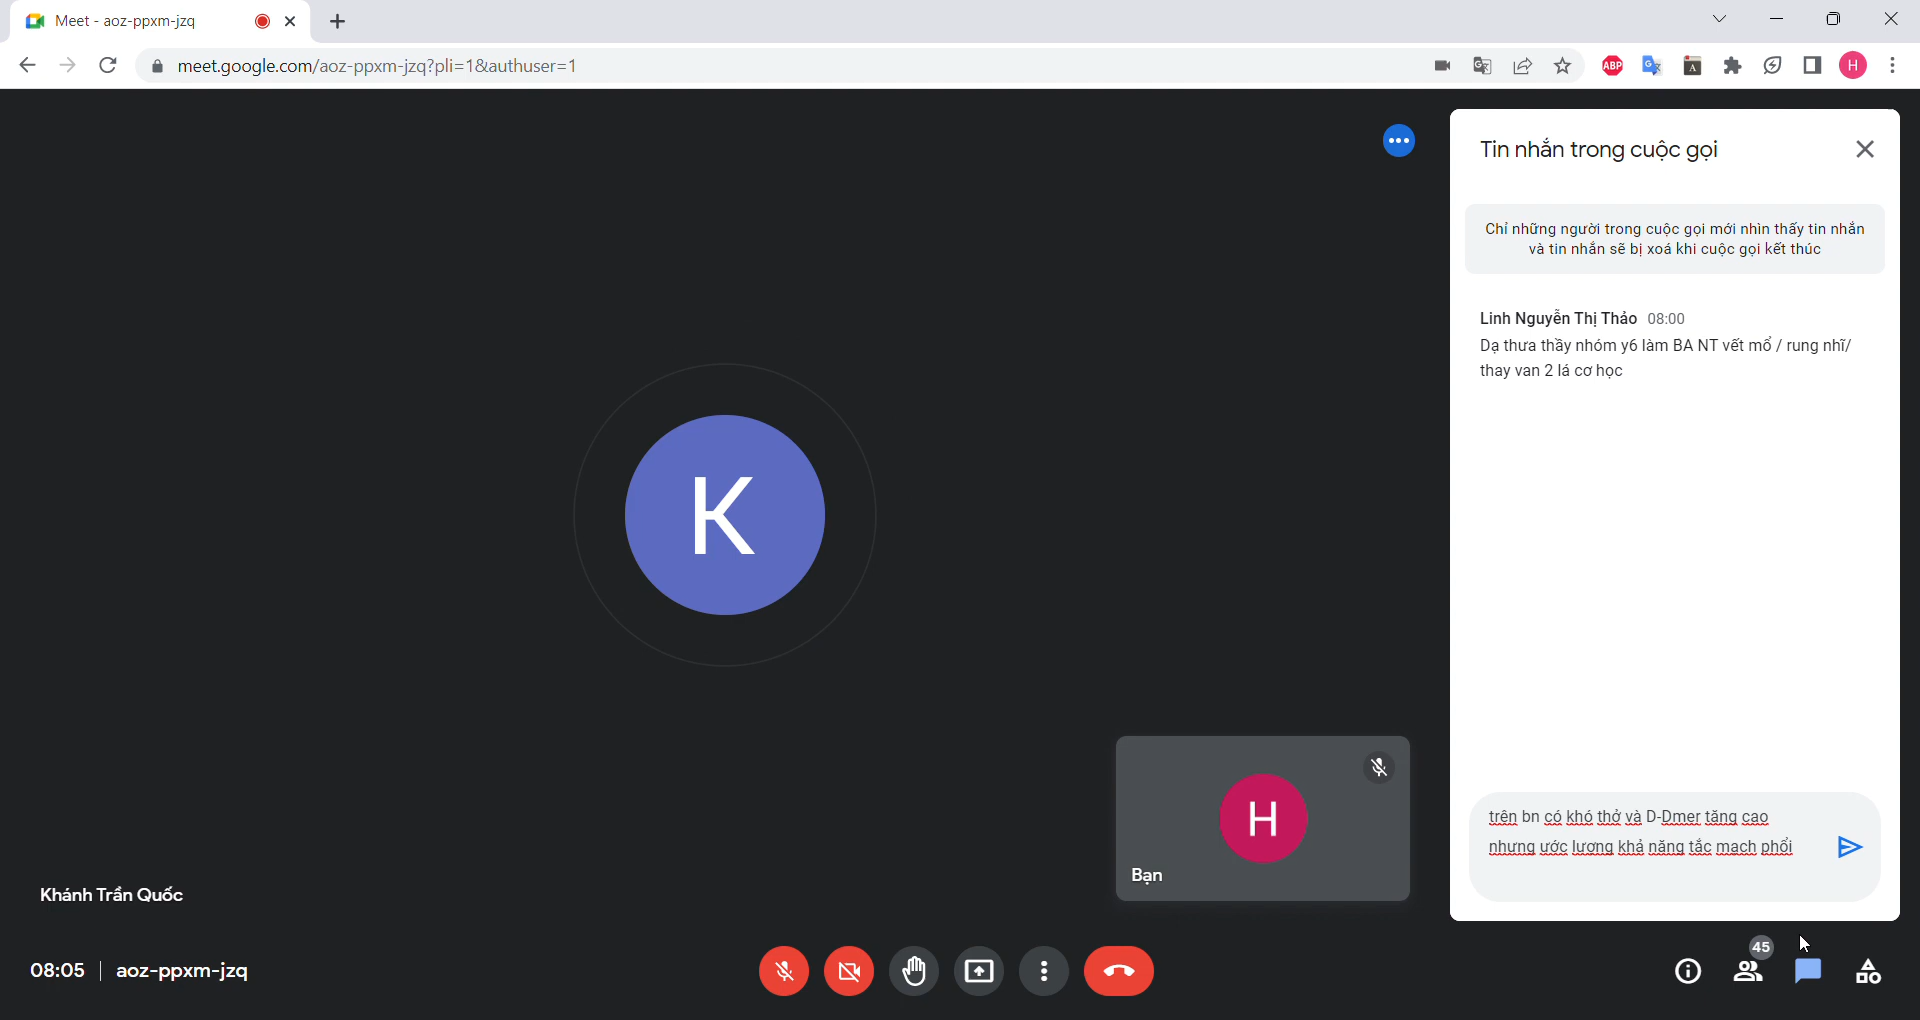 Meet - aoz-ppxm-jzq
meet.google.com/aoz-ppxm-jzq?pli=1&authuser=1
ABP
G
A
H
Tin nhắn trong cuộc gọi
Chỉ những người trong cuộc gọi mới nhìn thấy tin nhắn
và tin nhắn sẽ bị xoá khi cuộc gọi kết thúc
Linh Nguyễn Thị Thảo 08:00
Dạ thưa thầy nhóm y6 làm BA NT vết mổ / rung nhĩ/
thay van 2 lá cơ học
K
H
Bạn
trên bn có khó thở và D-Dmer tăng cao
nhưng ước lượng khả năng tắc mạch phổi
Khánh Trần Quốc
08:05 | aoz-ppxm-jzq
45